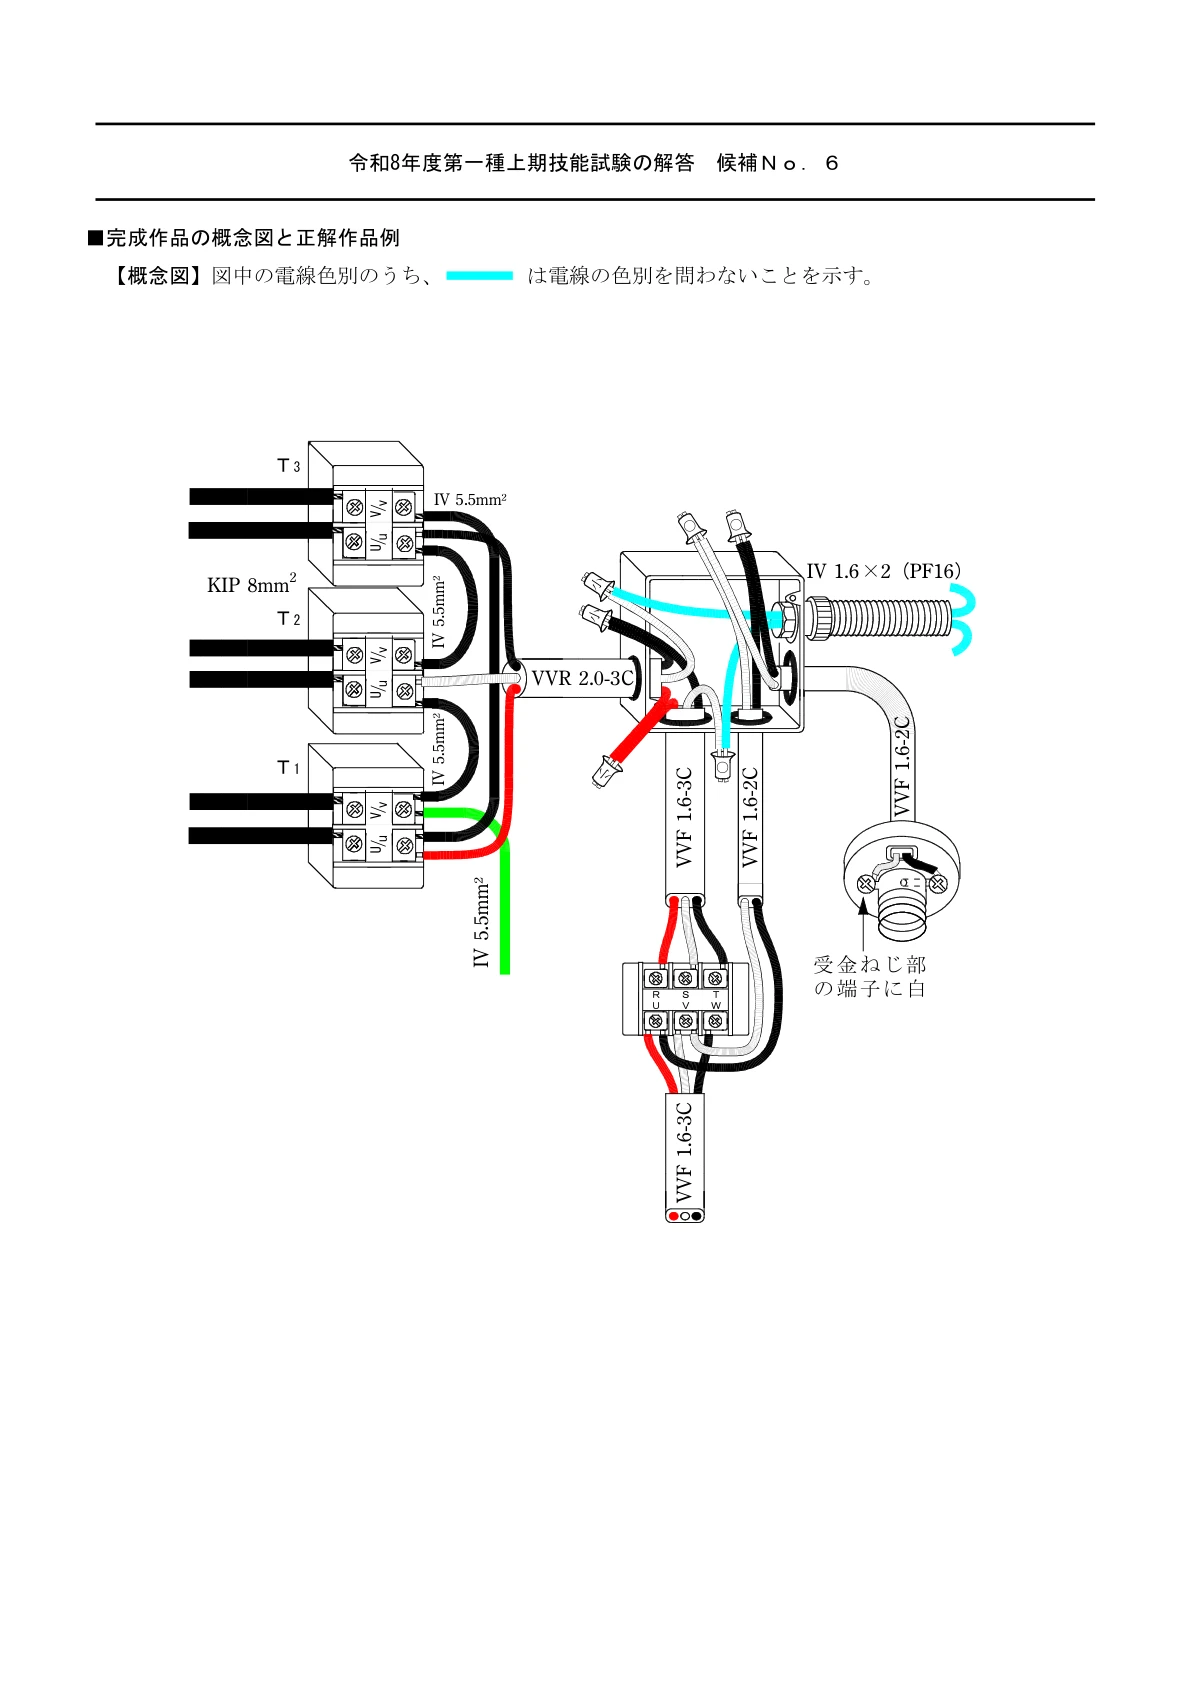 令和8年度第一種上期技能試験の解答　候補Ｎｏ．６
■完成作品の概念図と正解作品例
【概念図】図中の電線色別のうち、　は電線の色別を問わないことを示す。
T3
IV 5.5mm²
V/v
U/u
KIP 8mm²
IV 5.5mm²
T2
V/v
U/u
IV 5.5mm²
T1
V/v
U/u
IV 5.5mm²
VVR 2.0-3C
IV 1.6×2（PF16）
VVF 1.6-2C
VVF 1.6-3C
VVF 1.6-2C
受金ねじ部
の端子に白
R S T
U V W
VVF 1.6-3C